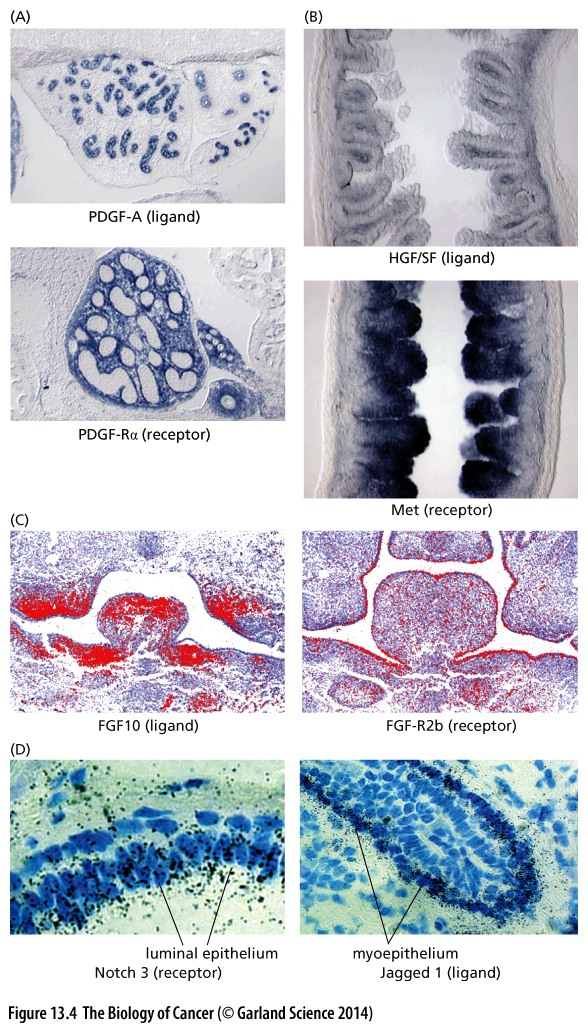 (A)
PDGF-A (ligand)
PDGF-Rα (receptor)
(B)
HGF/SF (ligand)
Met (receptor)
(C)
FGF10 (ligand)
FGF-R2b (receptor)
(D)
luminal epithelium
Notch 3 (receptor)
myoepithelium
Jagged 1 (ligand)
Figure 13.4 The Biology of Cancer (© Garland Science 2014)